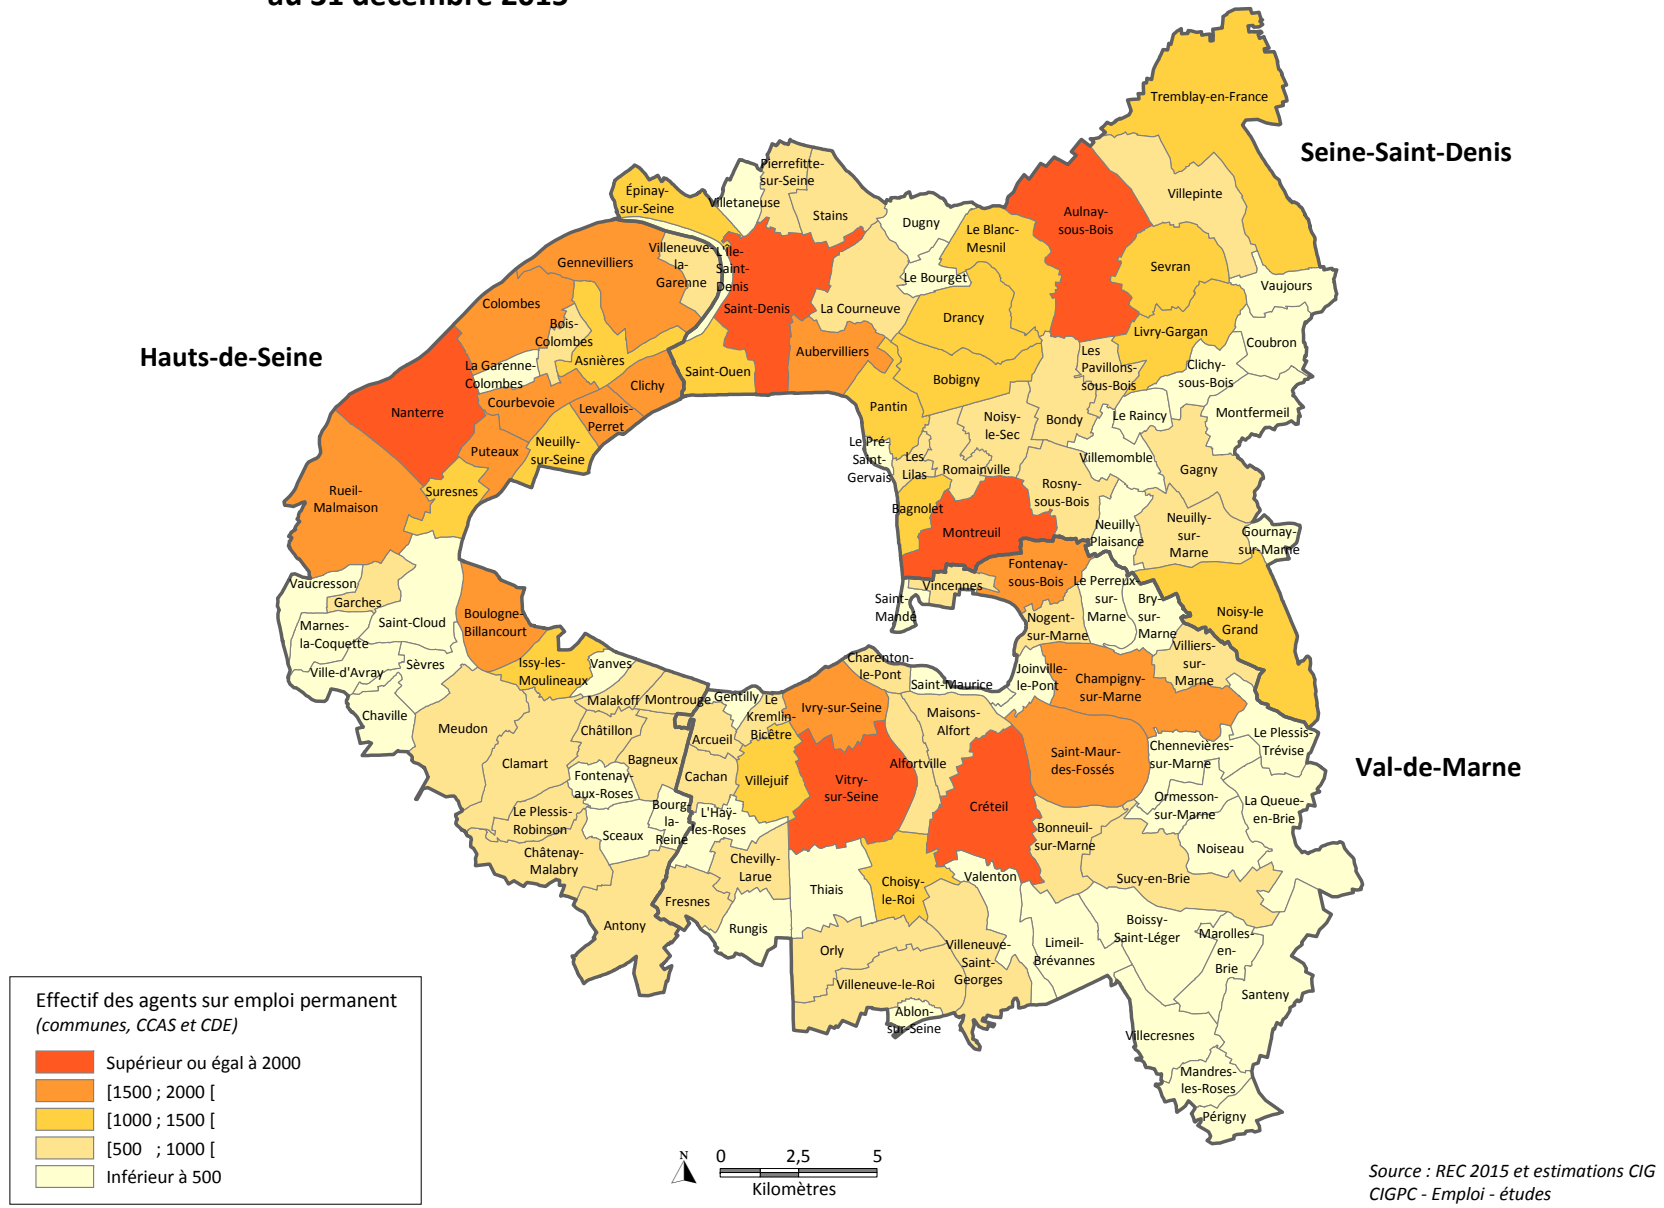 au 31 décembre 2015
Tremblay-en-France
Seine-Saint-Denis
Pierrefitte-
sur-Seine
Épinay-
sur-Seine
Villetaneuse
Stains
Villepinte
Dugny
Aulnay-
sous-Bois
Le Blanc-
Mesnil
Villeneuve-
la-
Garenne
L'Île-
Saint-
Denis
Gennevilliers
Sevran
Le Bourget
Vaujours
Colombes
Saint-Denis
La Courneuve
Drancy
Bois-
Colombes
Livry-Gargan
Coubron
Hauts-de-Seine
Asnières
Aubervilliers
Les
Pavillons-
sous-Bois
La Garenne-
Colombes
Saint-Ouen
Bobigny
Clichy-
sous-Bois
Clichy
Courbevoie
Nanterre
Levallois-
Perret
Pantin
Noisy-
le-Sec
Bondy
Le Raincy
Montfermeil
Puteaux
Neuilly-
sur-Seine
Le Pré-
Saint-
Gervais
Les
Lilas
Romainville
Villemomble
Gagny
Rueil-
Malmaison
Suresnes
Rosny-
sous-Bois
Bagnolet
Montreuil
Neuilly-
Plaisance
Neuilly-
sur-
Marne
Gournay-
sur-Marne
Vaucresson
Garches
Fontenay-
sous-Bois
Vincennes
Le Perreux-
sur-
Marne
Bry-
sur-
Marne
Noisy-le
Grand
Saint-
Mandé
Boulogne-
Billancourt
Saint-Cloud
Marnes-
la-Coquette
Nogent-
sur-Marne
Villiers-
sur-
Marne
Ville-d'Avray
Sèvres
Issy-les-
Moulineaux
Vanves
Charenton-
le-Pont
Saint-Maurice
Joinville-
le-Pont
Champigny-
sur-Marne
Malakoff
Montrouge
Gentilly
Le
Kremlin-
Bicêtre
Ivry-sur-Seine
Maisons-
Alfort
Chaville
Meudon
Châtillon
Arcueil
Le Plessis-
Trévise
Chennevières-
sur-Marne
Saint-Maur-
des-Fossés
Val-de-Marne
Clamart
Bagneux
Fontenay-
aux-Roses
Cachan
Villejuif
Vitry-
sur-Seine
Alfortville
Créteil
Ormesson-
sur-Marne
La Queue-
en-Brie
Le Plessis-
Robinson
Bourg-
la-
Reine
L'Haÿ-
les-Roses
Sceaux
Bonneuil-
sur-Marne
Noiseau
Châtenay-
Malabry
Chevilly-
Larue
Thiais
Choisy-
le-Roi
Valenton
Sucy-en-Brie
Fresnes
Antony
Rungis
Boissy-
Saint-Léger
Marolles-
en-
Brie
Orly
Villeneuve-
Saint-
Georges
Limeil-
Brévannes
Villeneuve-le-Roi
Santeny
Ablon-
sur-Seine
Villecresnes
Mandres-
les-Roses
Périgny
Effectif des agents sur emploi permanent
(communes, CCAS et CDE)
Supérieur ou égal à 2000
[1500 ; 2000 [
[1000 ; 1500 [
[500 ; 1000 [
Inférieur à 500
N
0 2,5 5
Kilomètres
Source : REC 2015 et estimations CIG
CIGPC - Emploi - études